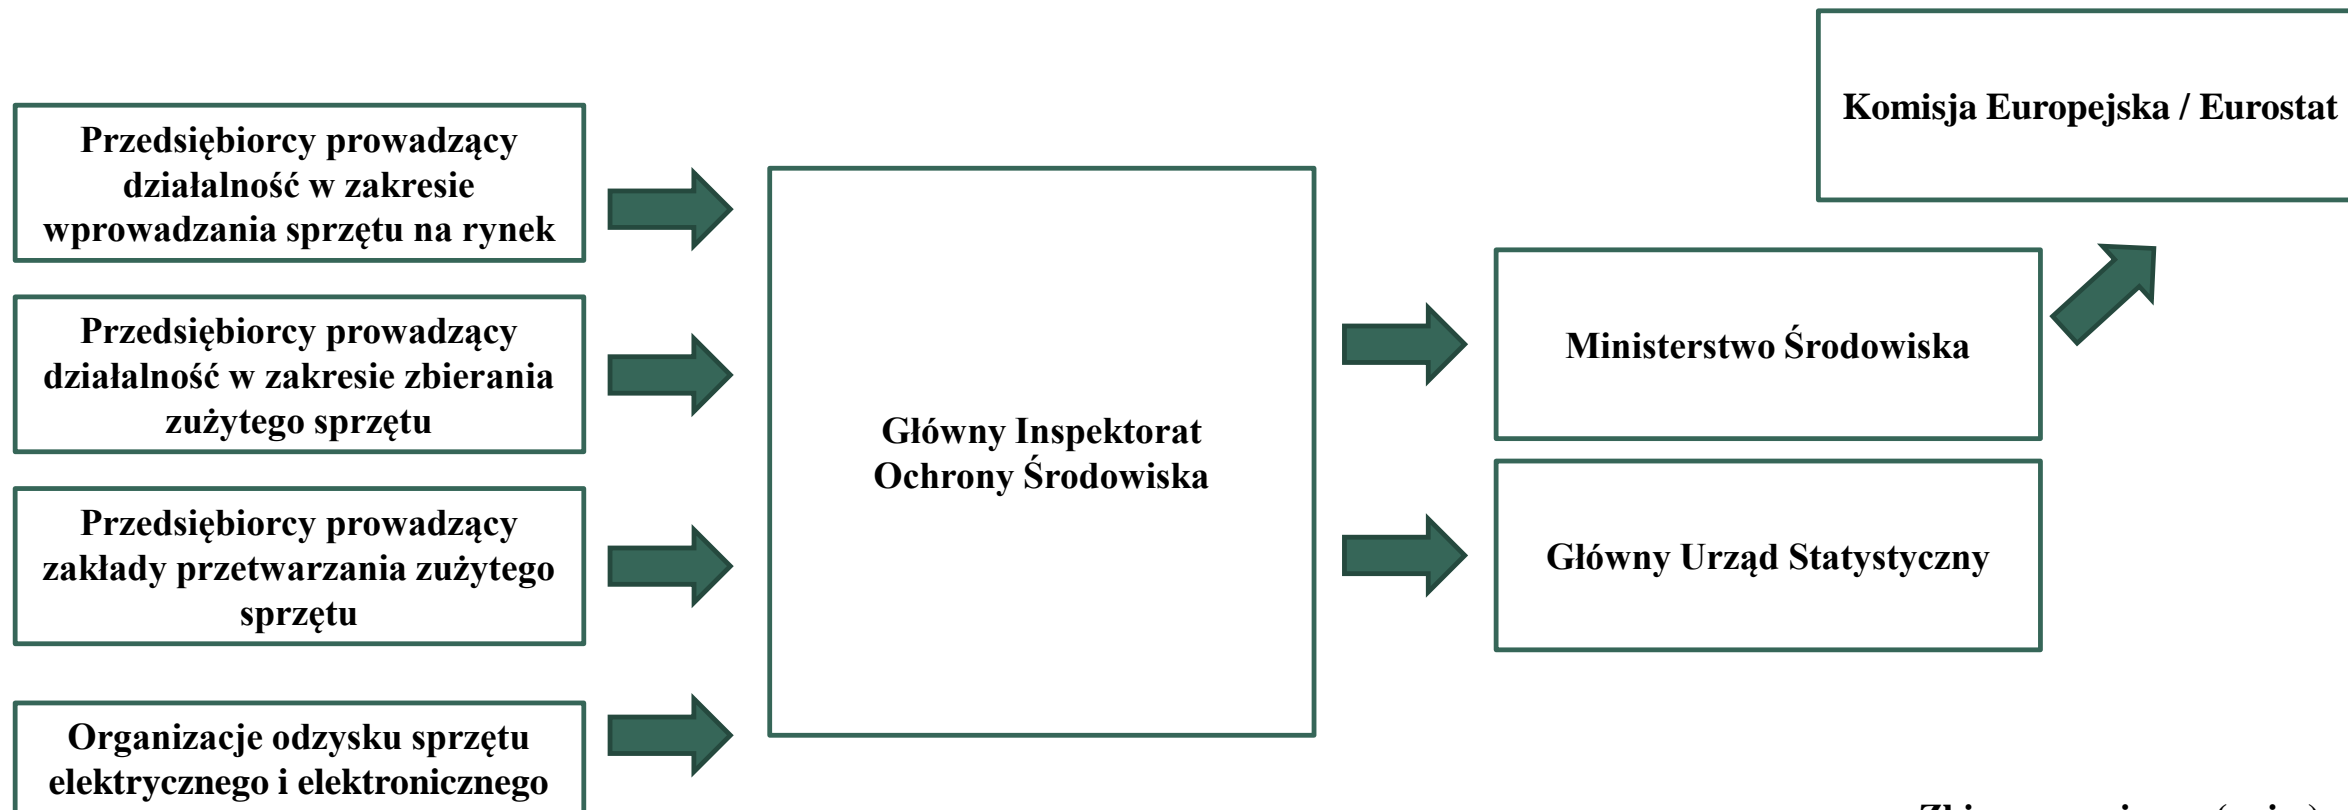 Komisja Europejska / Eurostat
Przedsiębiorcy prowadzący
działalność w zakresie
wprowadzania sprzętu na rynek
Przedsiębiorcy prowadzący
działalność w zakresie zbierania
zużytego sprzętu
Przedsiębiorcy prowadzący
zakłady przetwarzania zużytego
sprzętu
Organizacje odzysku sprzętu
elektrycznego i elektronicznego
Główny Inspektorat
Ochrony Środowiska
Ministerstwo Środowiska
Główny Urząd Statystyczny